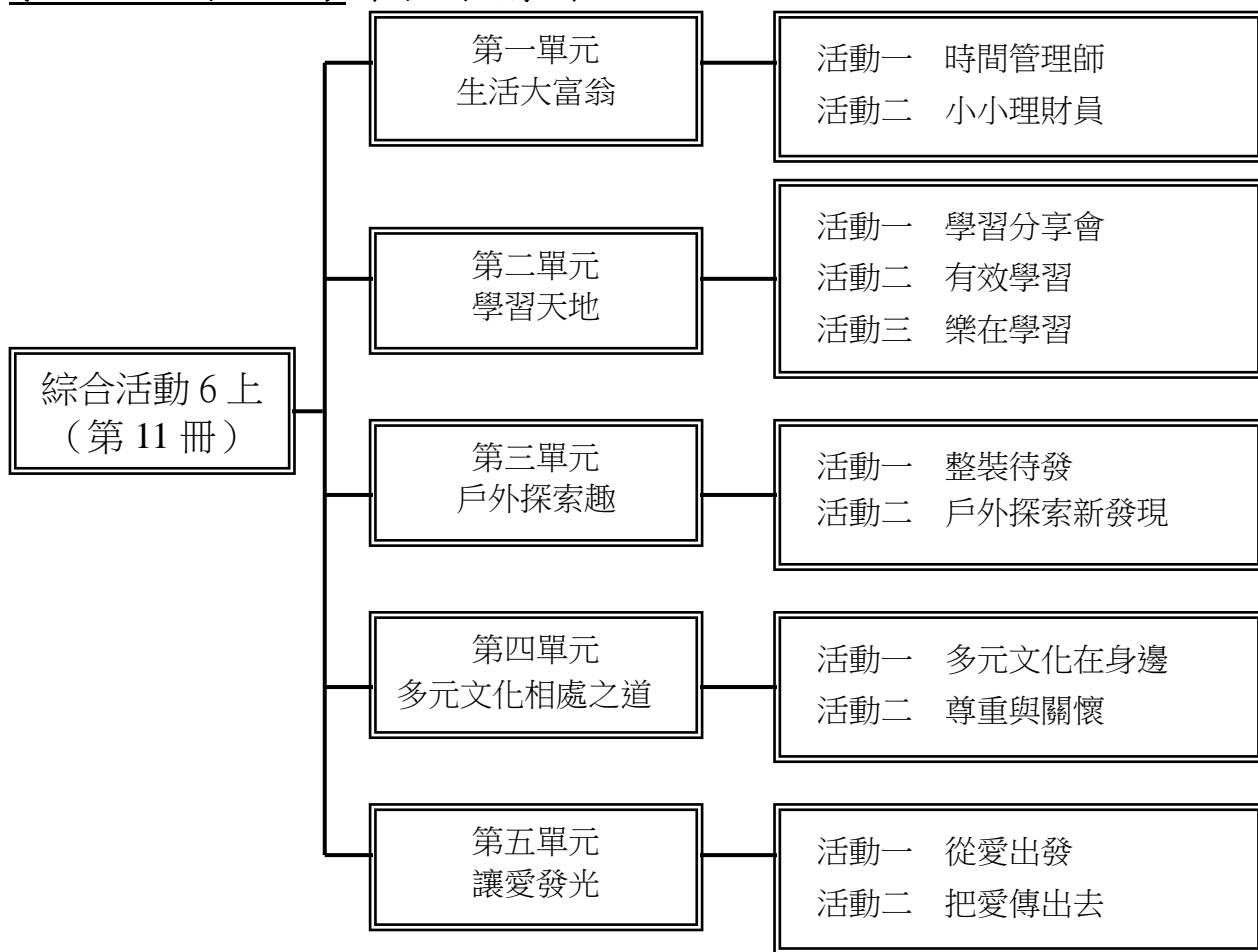 綜合活動 6 上
（第 11 冊）
第一單元
生活大富翁
活動一　時間管理師
活動二　小小理財員
第二單元
學習天地
活動一　學習分享會
活動二　有效學習
活動三　樂在學習
第三單元
戶外探索趣
活動一　整裝待發
活動二　戶外探索新發現
第四單元
多元文化相處之道
活動一　多元文化在身邊
活動二　尊重與關懷
第五單元
讓愛發光
活動一　從愛出發
活動二　把愛傳出去